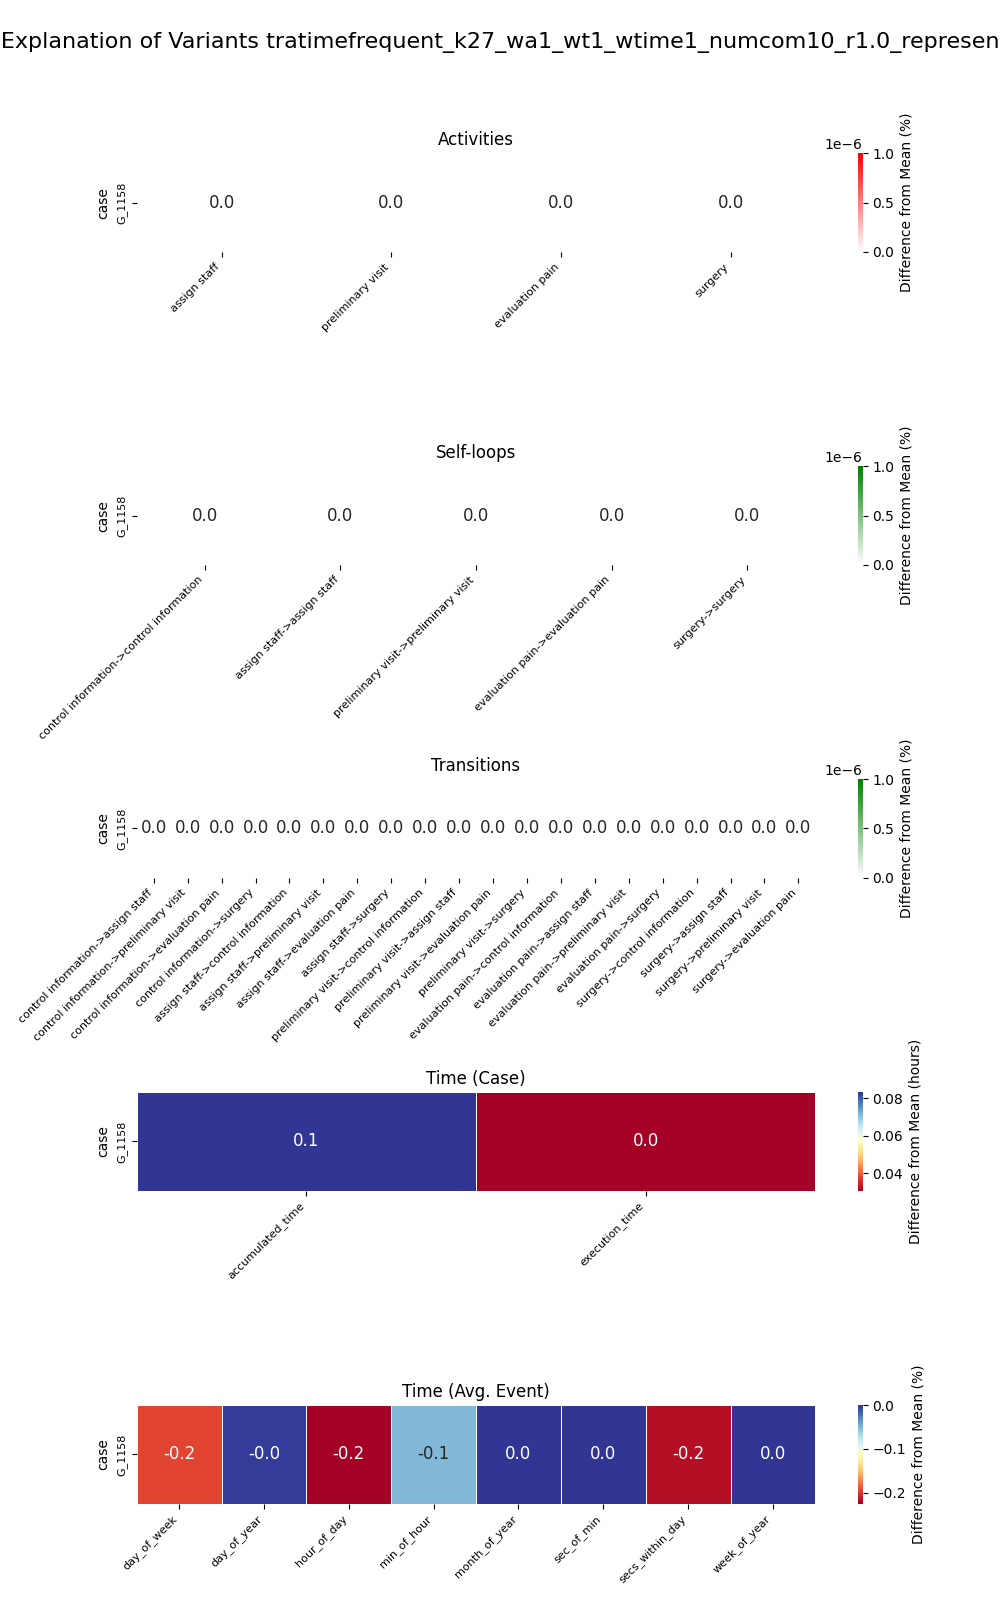 Explanation of Variants tratimefrequent_k27_wa1_wt1_wtime1_numcom10_r1.0_represen
Activities
case
G_1158
0.0 0.0 0.0 0.0
assign staff
preliminary visit
evaluation pain
surgery
1e−6
1.0
0.5
0.0
Difference from Mean (%)
Self-loops
case
G_1158
0.0 0.0 0.0 0.0 0.0
control information->control information
assign staff->assign staff
preliminary visit->preliminary visit
evaluation pain->evaluation pain
surgery->surgery
1e−6
1.0
0.5
0.0
Difference from Mean (%)
Transitions
case
G_1158
0.0 0.0 0.0 0.0 0.0 0.0 0.0 0.0 0.0 0.0 0.0 0.0 0.0 0.0 0.0 0.0 0.0 0.0 0.0 0.0
control information->assign staff
control information->preliminary visit
control information->evaluation pain
control information->surgery
assign staff->control information
assign staff->preliminary visit
assign staff->evaluation pain
assign staff->surgery
preliminary visit->control information
preliminary visit->assign staff
preliminary visit->evaluation pain
preliminary visit->surgery
evaluation pain->control information
evaluation pain->assign staff
evaluation pain->preliminary visit
evaluation pain->surgery
surgery->control information
surgery->assign staff
surgery->preliminary visit
surgery->evaluation pain
1e−6
1.0
0.5
0.0
Difference from Mean (%)
Time (Case)
case
G_1158
0.1 0.0
accumulated_time
execution_time
0.08
0.06
0.04
Difference from Mean (hours)
Time (Avg. Event)
case
G_1158
-0.2 -0.0 -0.2 -0.1 0.0 0.0 -0.2 0.0
day_of_week
day_of_year
hour_of_day
min_of_hour
month_of_year
sec_of_min
secs_within_day
week_of_year
0.0
−0.1
−0.2
Difference from Mean (%)